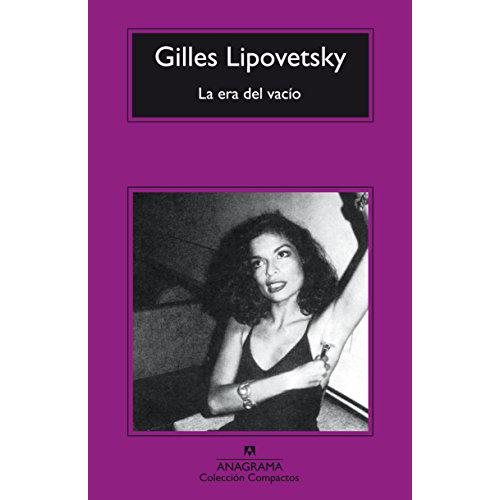 Gilles Lipovetsky
La era del vacío
ANAGRAMA
Colección Compactos